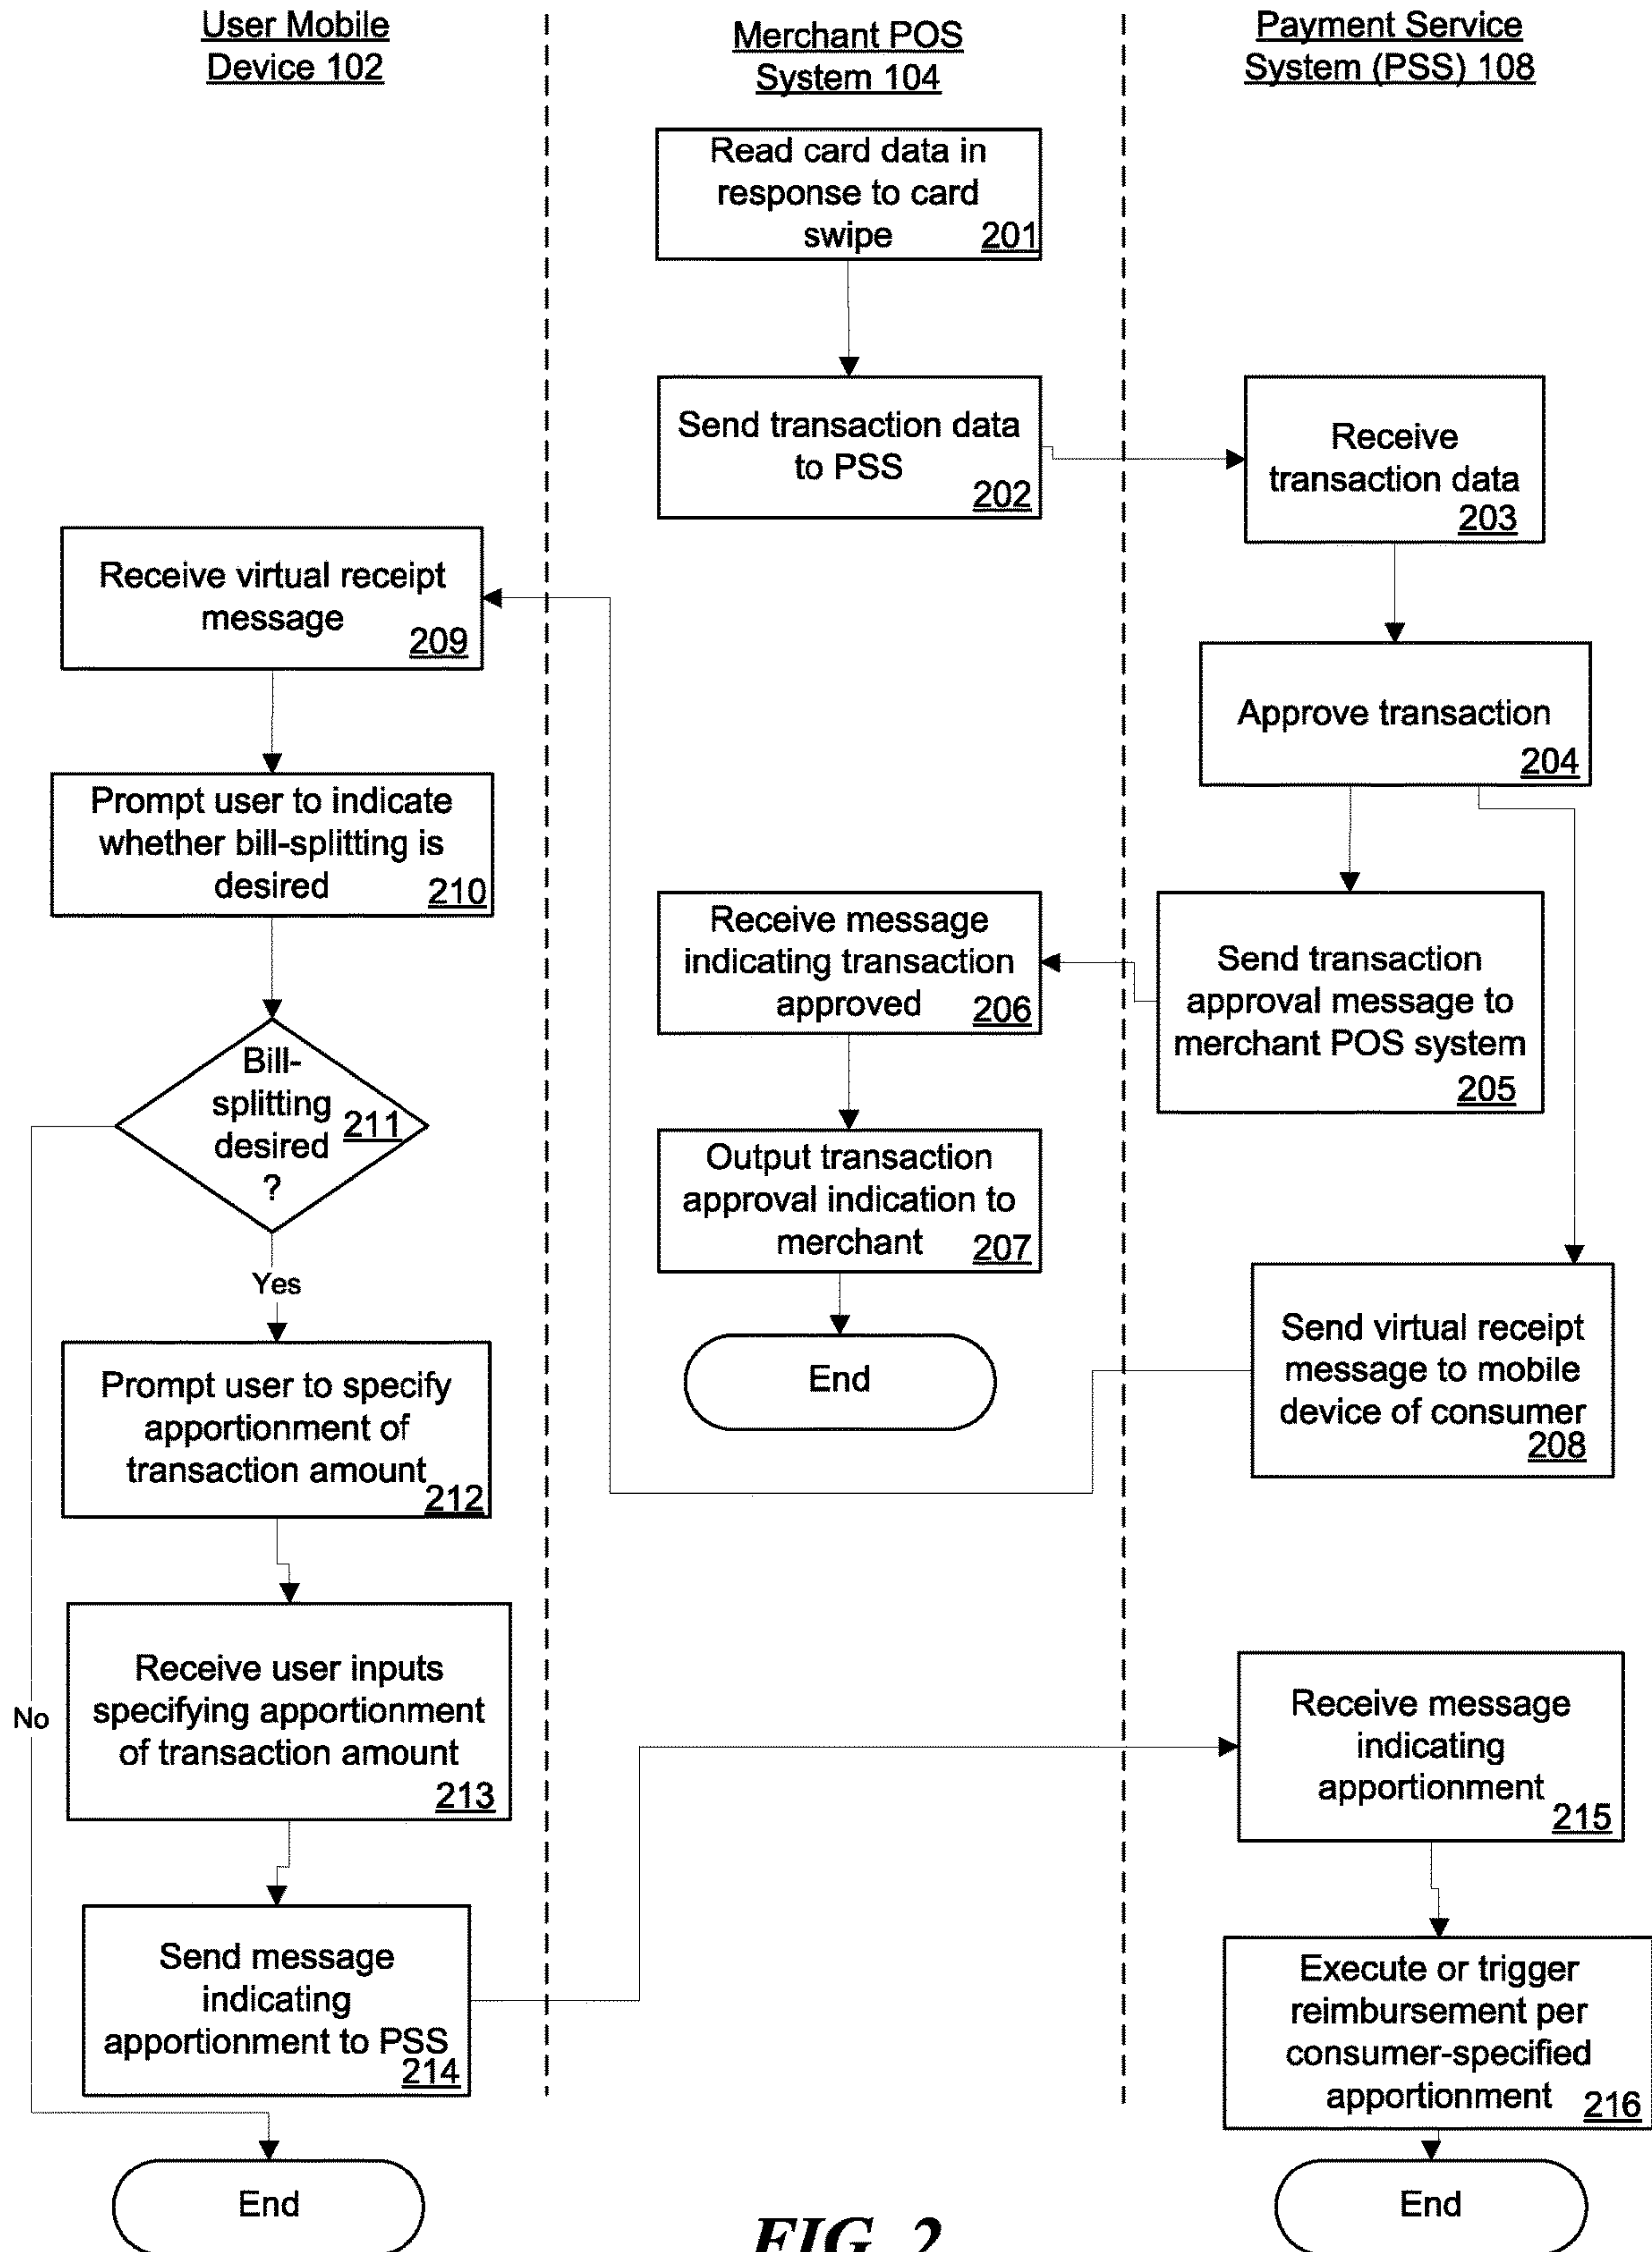 User Mobile
Device 102
Merchant POS
System 104
Payment Service
System (PSS) 108
Read card data in
response to card
swipe 201
Send transaction data
to PSS
202
Receive
transaction data
203
Approve transaction
204
Send transaction
approval message to
merchant POS system
205
Receive message
indicating transaction
approved 206
Output transaction
approval indication to
merchant 207
End
Send virtual receipt
message to mobile
device of consumer
208
Receive virtual receipt
message
209
Prompt user to indicate
whether bill-splitting is
desired 210
Bill-
splitting 211
desired
?
Yes
No
Prompt user to specify
apportionment of
transaction amount
212
Receive user inputs
specifying apportionment
of transaction amount
213
Send message
indicating
apportionment to PSS
214
End
Receive message
indicating
apportionment
215
Execute or trigger
reimbursement per
consumer-specified
apportionment 216
End
FIG. 2